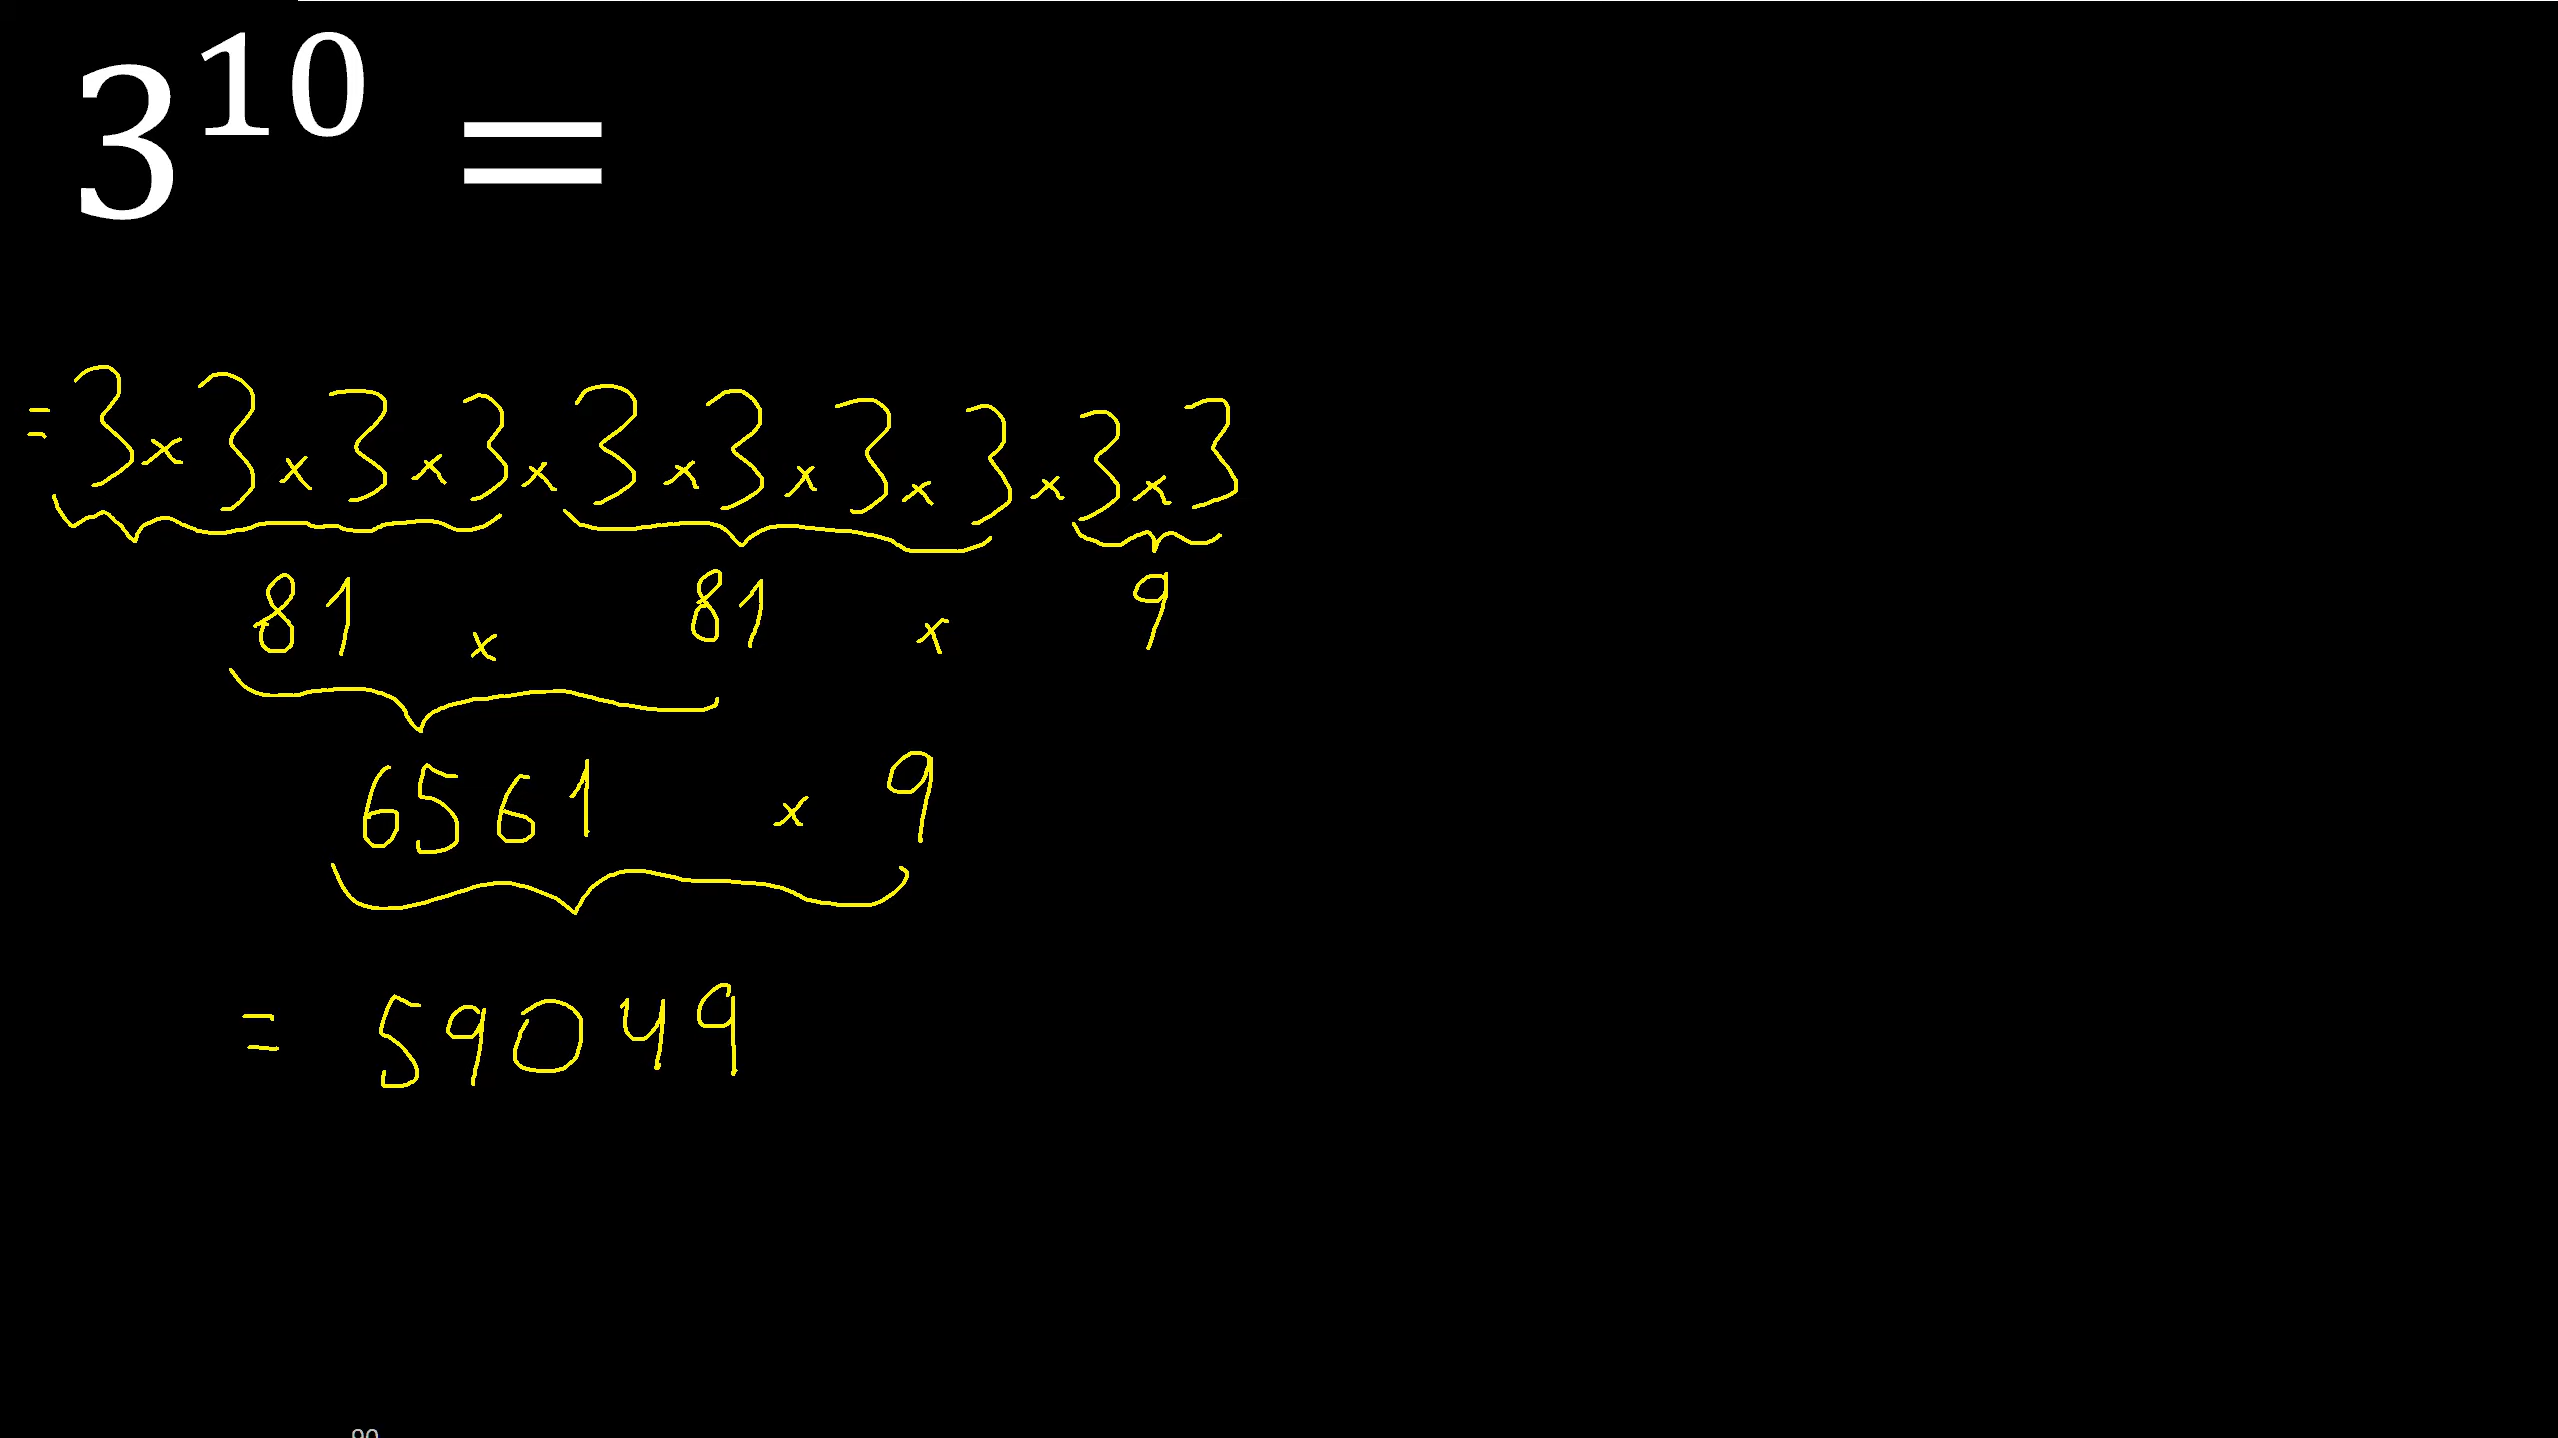 3¹⁰ =
= 3 x 3 x 3 x 3 x 3 x 3 x 3 x 3 x 3 x 3
81 x 81 x 9
6561 x 9
= 59049